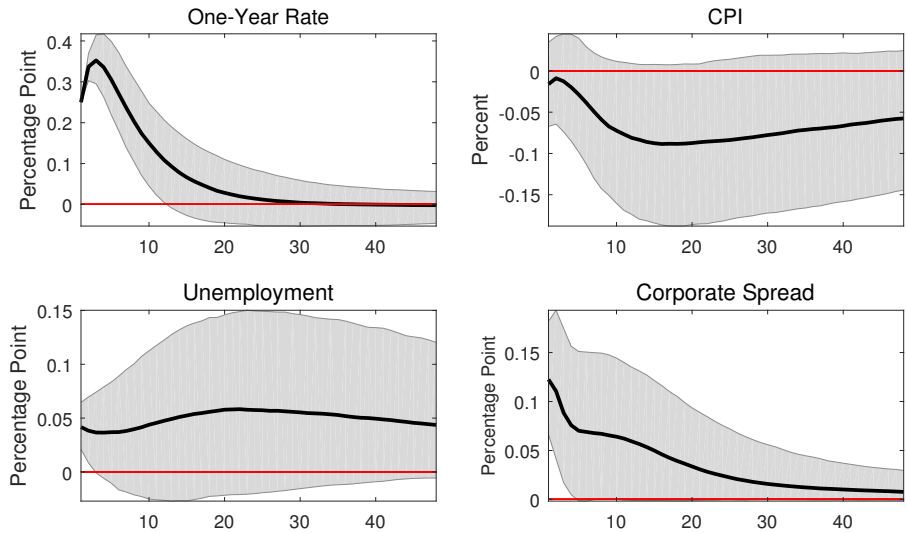 One-Year Rate
Percentage Point
0.4
0.3
0.2
0.1
0
10 20 30 40
CPI
Percent
0
-0.05
-0.1
-0.15
10 20 30 40
Unemployment
Percentage Point
0.15
0.1
0.05
0
10 20 30 40
Corporate Spread
Percentage Point
0.15
0.1
0.05
0
10 20 30 40